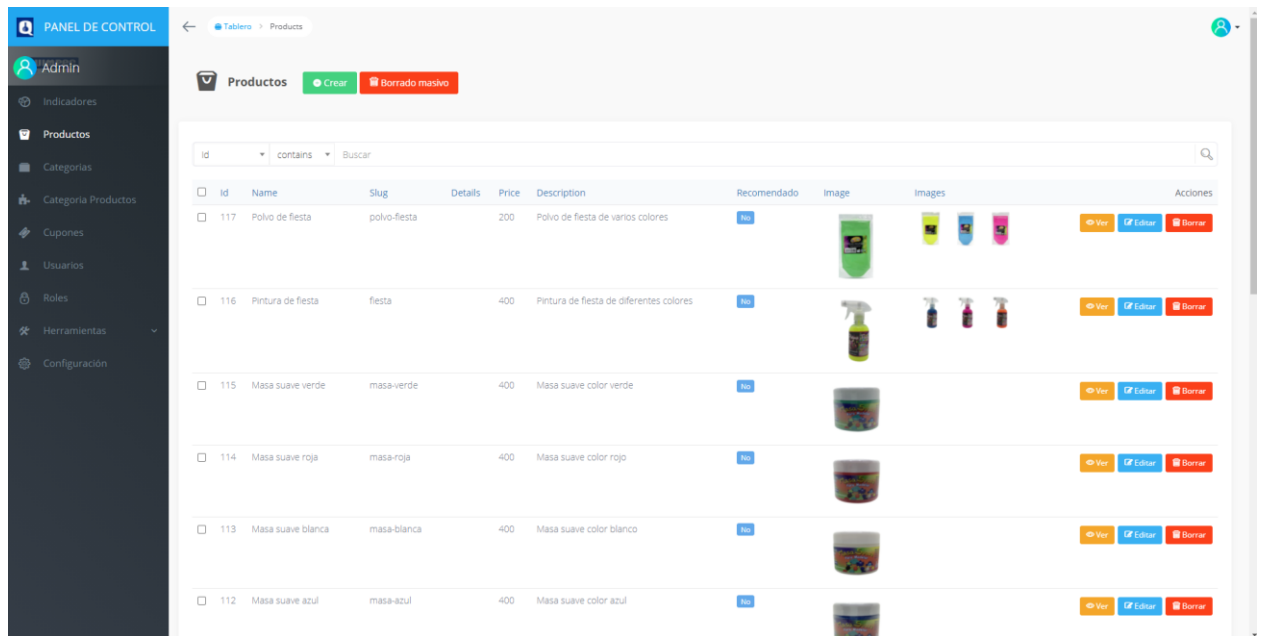 PANEL DE CONTROL
Tablero > Products
Admin
Indicadores
Productos
Categorias
Categoria Productos
Cupones
Usuarios
Roles
Herramientas
Configuración
Productos Crear Borrado masivo
Id contains Buscar
Id Name Slug Details Price Description Recomendado Image Images Acciones
117 Polvo de fiesta polvo-fiesta 200 Polvo de fiesta de varios colores No Ver Editar Borrar
116 Pintura de fiesta fiesta 400 Pintura de fiesta de diferentes colores No Ver Editar Borrar
115 Masa suave verde masa-verde 400 Masa suave color verde No Ver Editar Borrar
114 Masa suave roja masa-roja 400 Masa suave color rojo No Ver Editar Borrar
113 Masa suave blanca masa-blanca 400 Masa suave color blanco No Ver Editar Borrar
112 Masa suave azul masa-azul 400 Masa suave color azul No Ver Editar Borrar